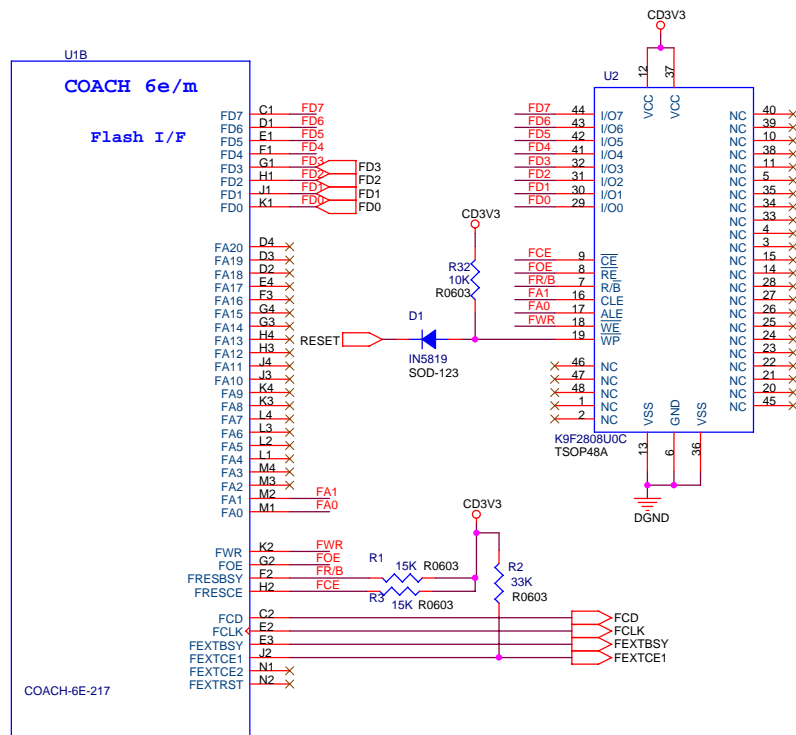 U1B
COACH 6e/m
Flash I/F
FD7 C1 FD7
FD6 D1 FD6
FD5 E1 FD5
FD4 F1 FD4
FD3 G1 FD3 FD3
FD2 H1 FD2 FD2
FD1 J1 FD1 FD1
FD0 K1 FD0 FD0
FA20 D4
FA19 D3
FA18 D2
FA17 E4
FA16 F3
FA15 G4
FA14 G3
FA13 H4
FA12 H3
FA11 J4
FA10 J3
FA9 K4
FA8 K3
FA7 L4
FA6 L3
FA5 L2
FA4 L1
FA3 M4
FA2 M3
FA1 M2 FA1
FA0 M1 FA0
FWR K2 FWR
FOE G2 FOE
FRESBSY F2 FR/B
FRESCE H2 FCE
FCD C2
FCLK E2
FEXTBSY E3
FEXTCE1 J2
FEXTCE2 N1
FEXTRST N2
COACH-6E-217
CD3V3
R1
15K R0603
R3 15K R0603
R2
33K
R0603
FCD
FCLK
FEXTBSY
FEXTCE1
CD3V3
R32
10K
R0603
RESET
D1
IN5819
SOD-123
CD3V3
U2
12 37
VCC VCC
FD7 44 I/O7
FD6 43 I/O6
FD5 42 I/O5
FD4 41 I/O4
FD3 32 I/O3
FD2 31 I/O2
FD1 30 I/O1
FD0 29 I/O0
FCE 9 CE
FOE 8 RE
FR/B 7 R/B
FA1 16 CLE
FA0 17 ALE
FWR 18 WE
19 WP
46 NC
47 NC
48 NC
1 NC
2 NC
NC 40
NC 39
NC 10
NC 38
NC 11
NC 5
NC 35
NC 34
NC 33
NC 4
NC 3
NC 15
NC 14
NC 28
NC 27
NC 26
NC 25
NC 24
NC 23
NC 22
NC 21
NC 20
NC 45
VSS GND VSS
13 6 36
K9F2808U0C
TSOP48A
DGND